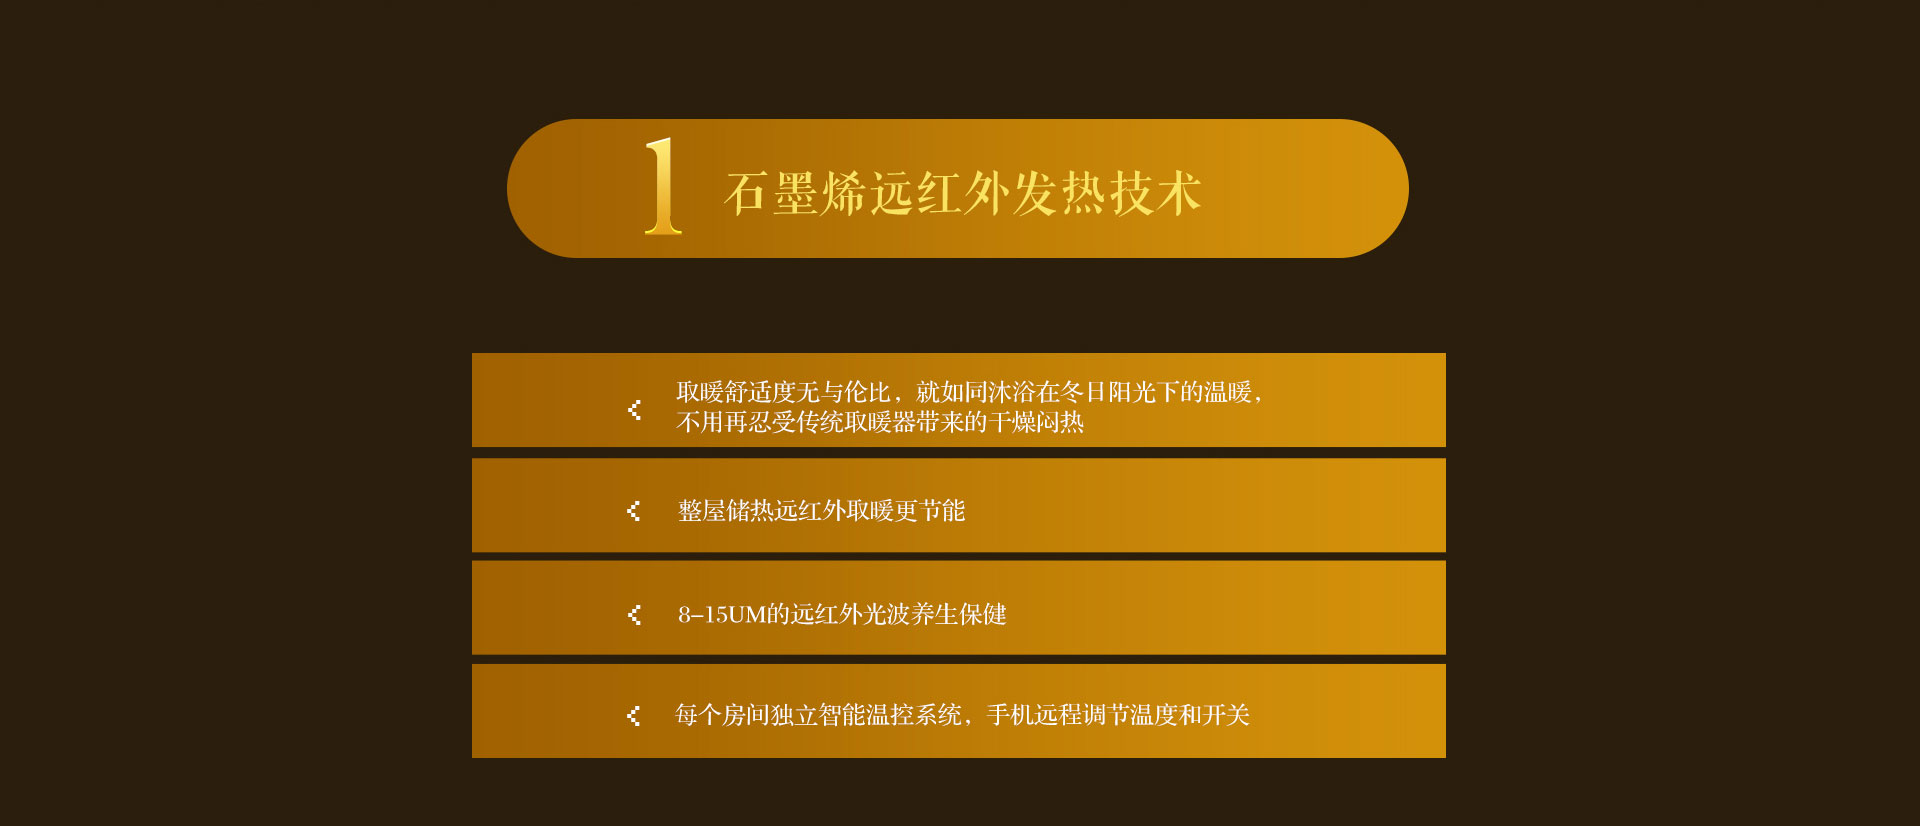 1 石墨烯远红外发热技术
取暖舒适度无与伦比，就如同沐浴在冬日阳光下的温暖，
不用再忍受传统取暖器带来的干燥闷热
整屋储热远红外取暖更节能
8-15UM的远红外光波养生保健
每个房间独立智能温控系统，手机远程调节温度和开关